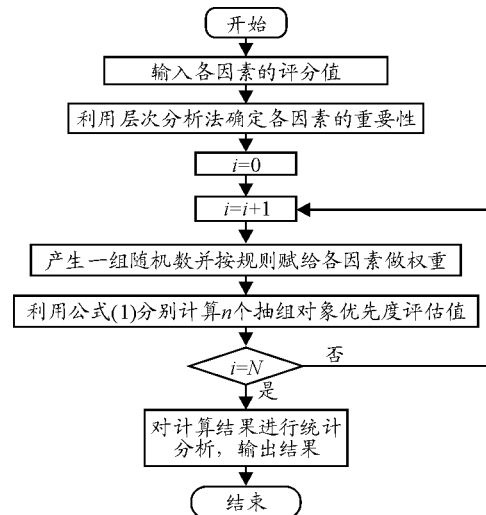 开始
输入各因素的评分值
利用层次分析法确定各因素的重要性
i=0
i=i+1
产生一组随机数并按规则赋给各因素做权重
利用公式(1)分别计算n个抽组对象优先度评估值
i=N
否
是
对计算结果进行统计
分析，输出结果
结束